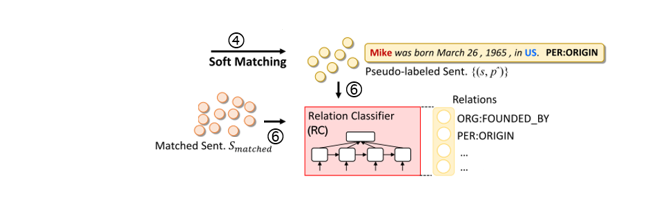 ④
Soft Matching
Mike was born March 26 , 1965 , in US. PER:ORIGIN
Pseudo-labeled Sent. {(s, p*)}
⑥
Relations
Relation Classifier
(RC)
ORG:FOUNDED_BY
PER:ORIGIN
...
...
⑥
Matched Sent. S_matched